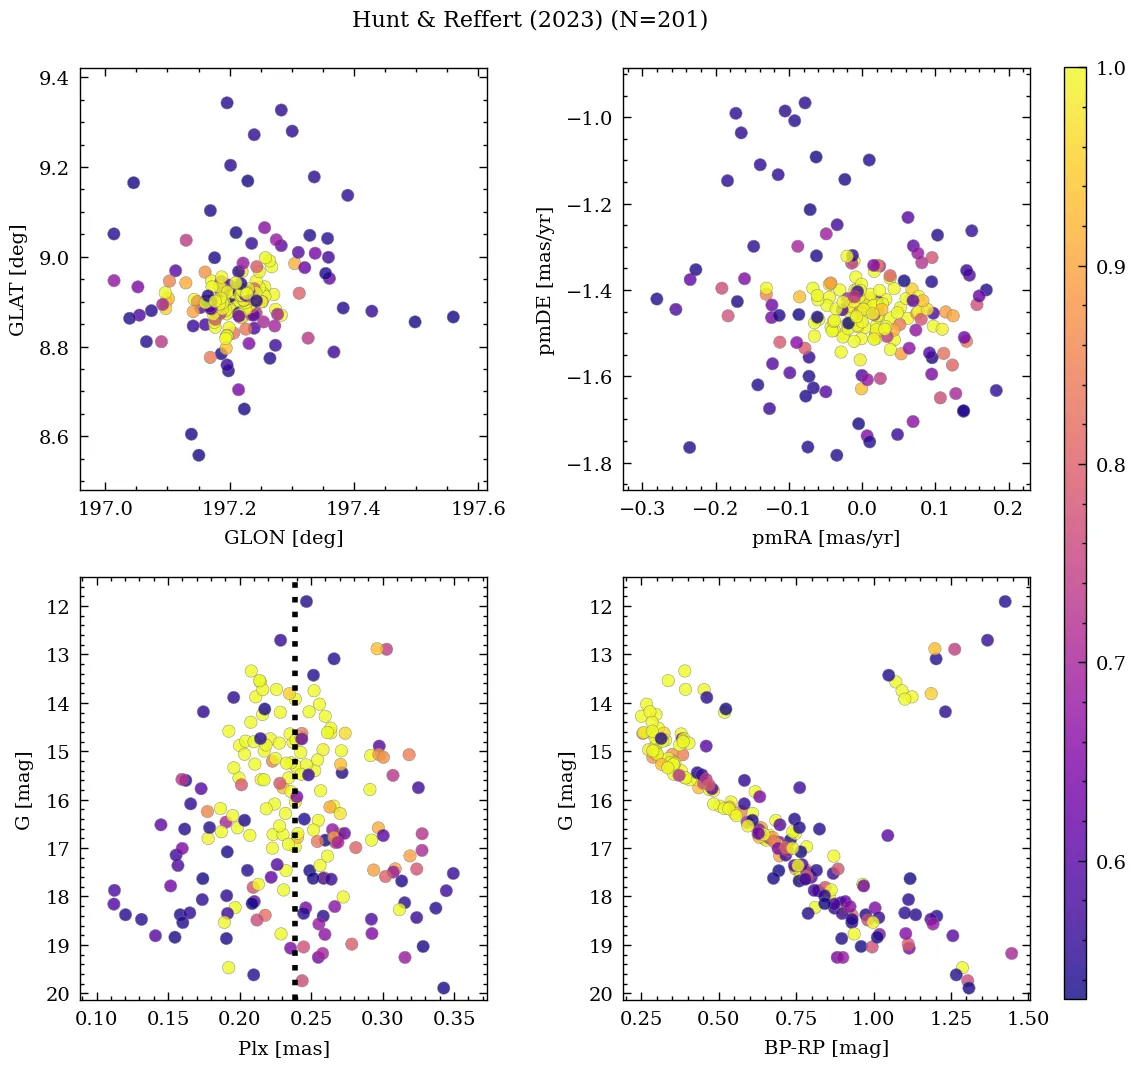 Hunt & Reffert (2023) (N=201)
9.4
9.2
9.0
8.8
8.6
GLAT [deg]
197.0 197.2 197.4 197.6
GLON [deg]
−1.0
−1.2
−1.4
−1.6
−1.8
pmDE [mas/yr]
−0.3 −0.2 −0.1 0.0 0.1 0.2
pmRA [mas/yr]
12
13
14
15
16
17
18
19
20
G [mag]
0.10 0.15 0.20 0.25 0.30 0.35
Plx [mas]
12
13
14
15
16
17
18
19
20
G [mag]
0.25 0.50 0.75 1.00 1.25 1.50
BP-RP [mag]
1.0
0.9
0.8
0.7
0.6